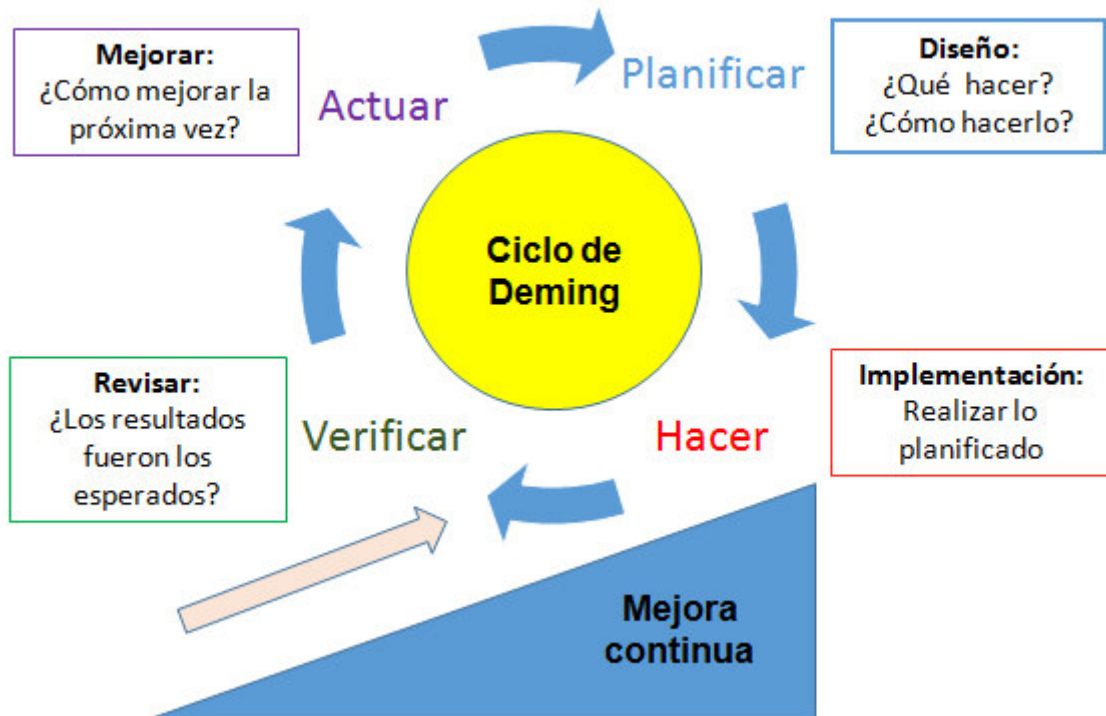 Mejorar:
¿Cómo mejorar la
próxima vez?
Actuar
Planificar
Diseño:
¿Qué hacer?
¿Cómo hacerlo?
Ciclo de
Deming
Revisar:
¿Los resultados
fueron los
esperados?
Verificar
Hacer
Implementación:
Realizar lo
planificado
Mejora
continua